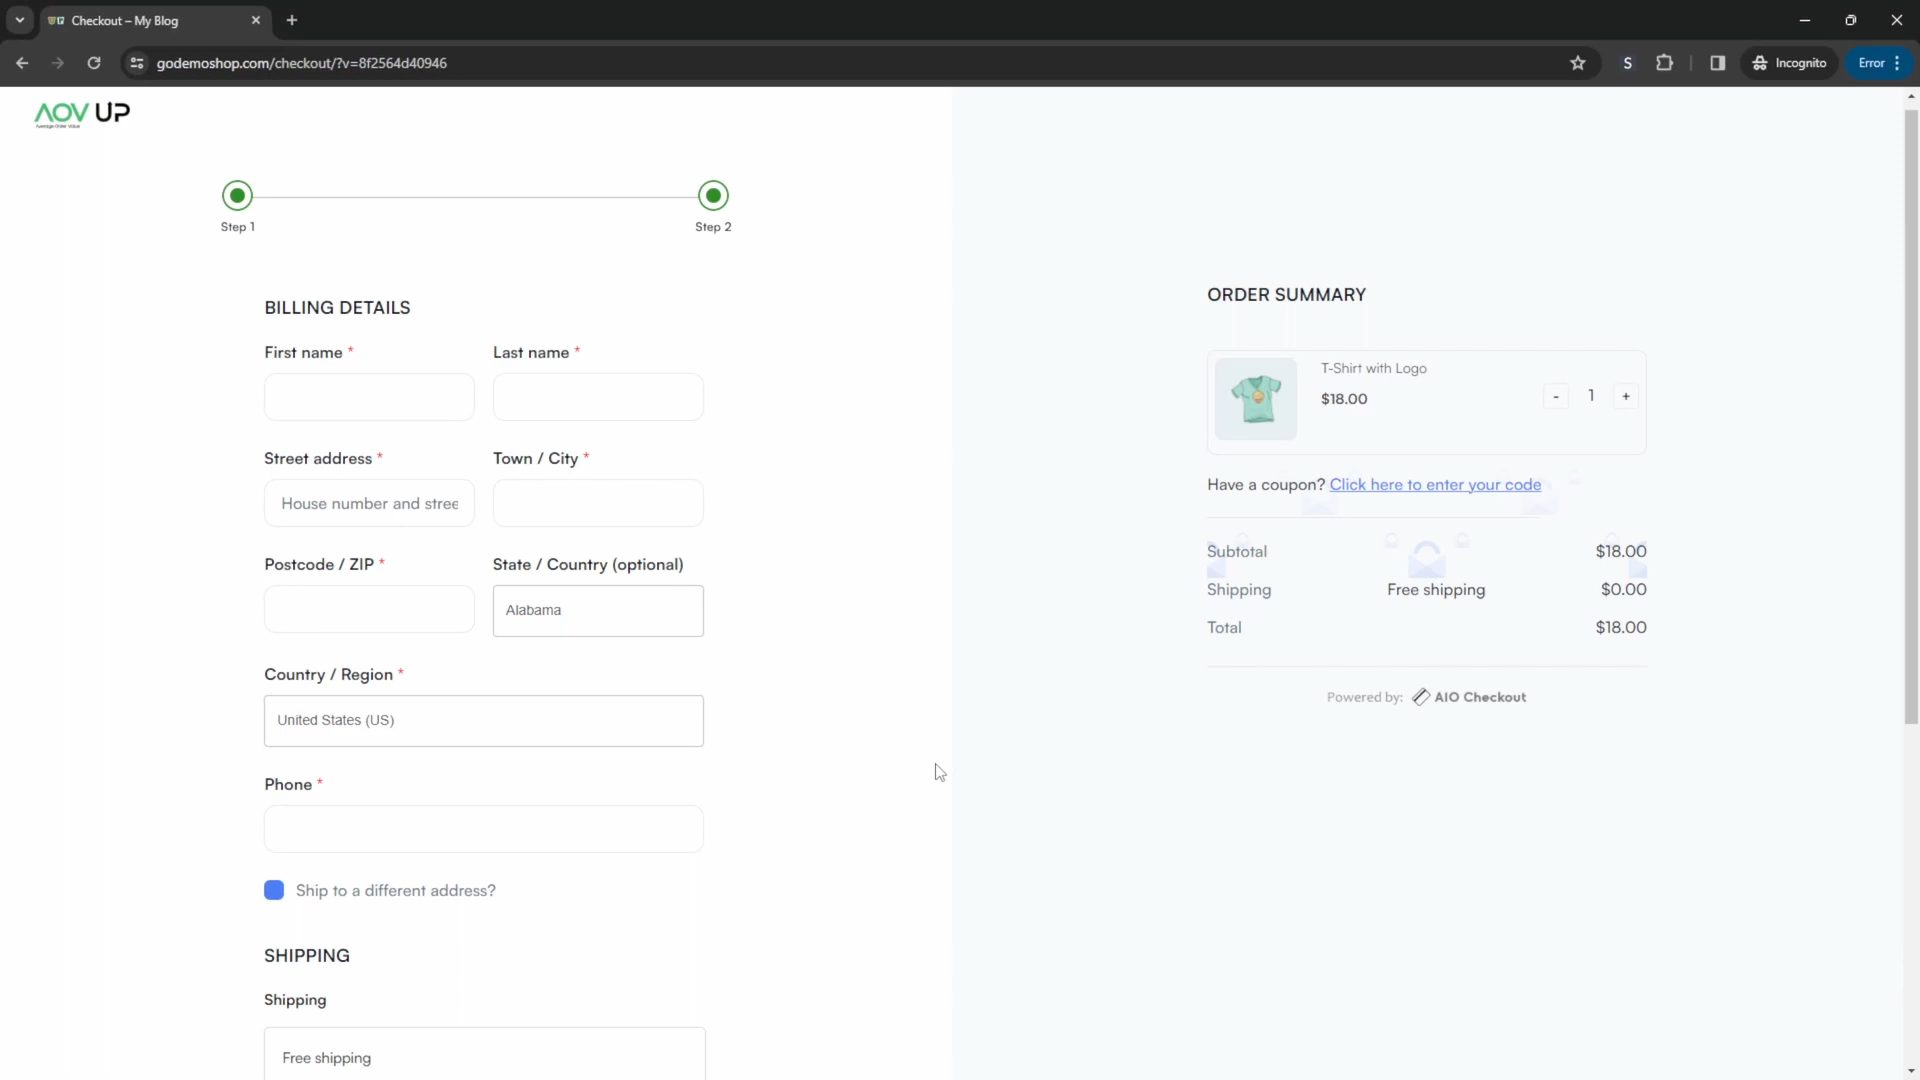 Checkout – My Blog
godemoshop.com/checkout/?v=8f2564d40946
S
Incognito
Error
AOV UP
Average Order Value
Step 1
Step 2
BILLING DETAILS
First name *
Last name *
Street address *
House number and stree
Town / City *
Postcode / ZIP *
State / Country (optional)
Alabama
Country / Region *
United States (US)
Phone *
Ship to a different address?
SHIPPING
Shipping
Free shipping
ORDER SUMMARY
T-Shirt with Logo
$18.00
- 1 +
Have a coupon? Click here to enter your code
Subtotal $18.00
Shipping Free shipping $0.00
Total $18.00
Powered by: AIO Checkout